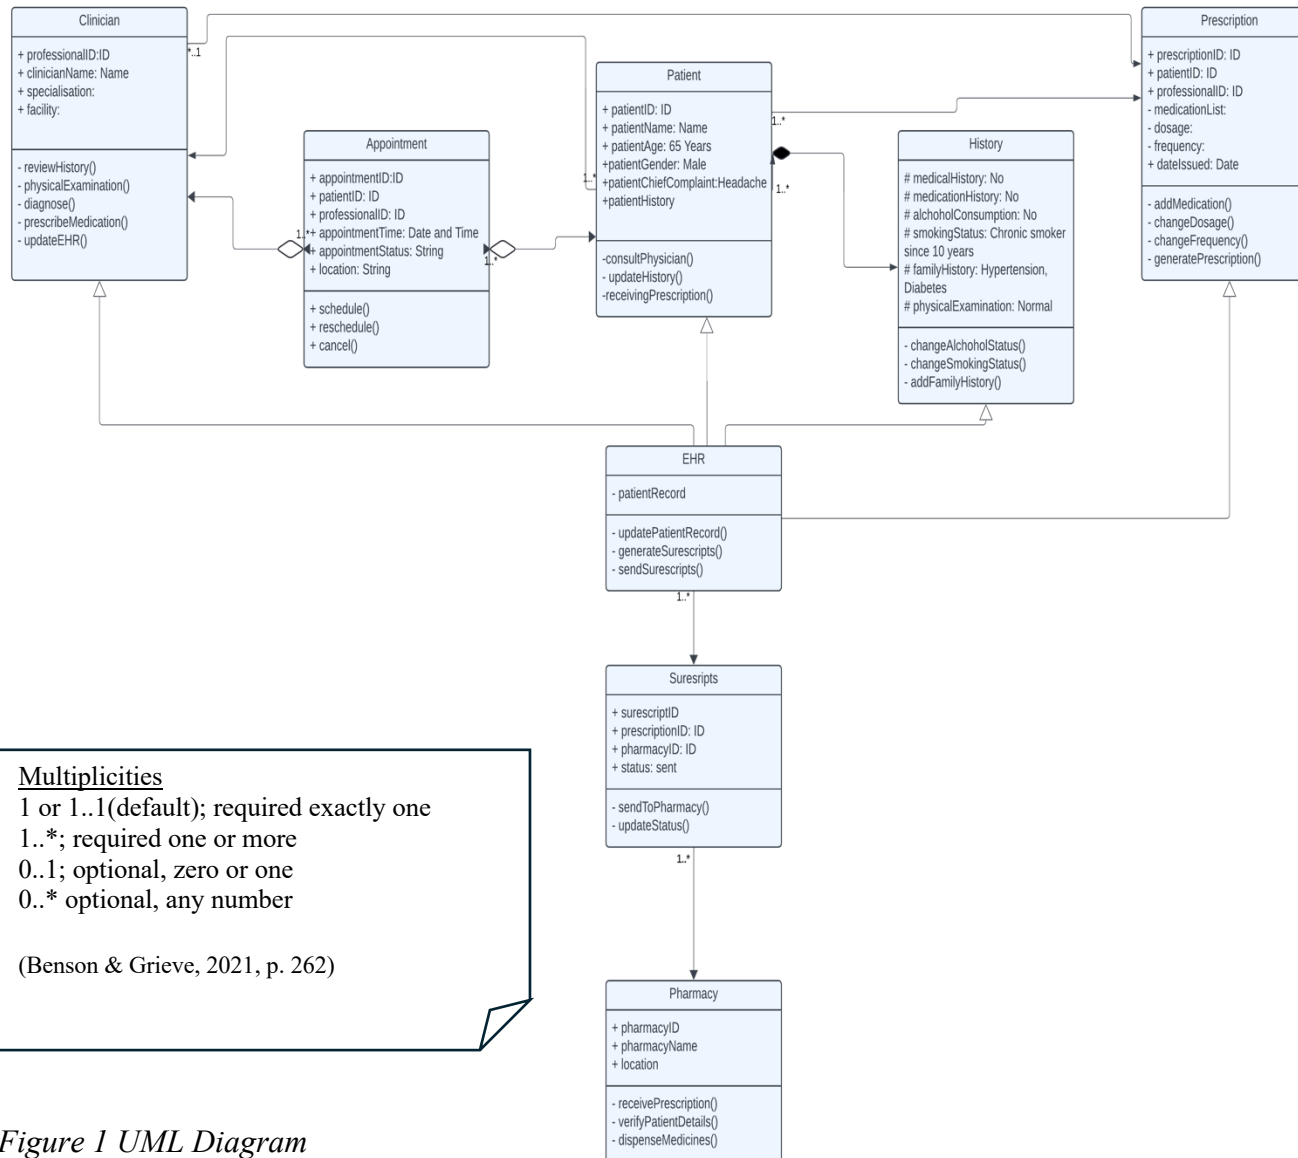 Clinician
+ professionalID:ID
+ clinicianName: Name
+ specialisation:
+ facility:
- reviewHistory()
- physicalExamination()
- diagnose()
- prescribeMedication()
- updateEHR()
*..1
Appointment
+ appointmentID:ID
+ patientID: ID
+ professionalID: ID
+ appointmentTime: Date and Time
+ appointmentStatus: String
+ location: String
+ schedule()
+ reschedule()
+ cancel()
1..*
1..*
Patient
+ patientID: ID
+ patientName: Name
+ patientAge: 65 Years
+patientGender: Male
+patientChiefComplaint:Headache
+patientHistory
-consultPhysician()
- updateHistory()
-receivingPrescription()
1..*
1..*
1..*
History
# medicalHistory: No
# medicationHistory: No
# alchoholConsumption: No
# smokingStatus: Chronic smoker
since 10 years
# familyHistory: Hypertension,
Diabetes
# physicalExamination: Normal
- changeAlchoholStatus()
- changeSmokingStatus()
- addFamilyHistory()
Prescription
+ prescriptionID: ID
+ patientID: ID
+ professionalID: ID
- medicationList:
- dosage:
- frequency:
+ dateIssued: Date
- addMedication()
- changeDosage()
- changeFrequency()
- generatePrescription()
EHR
- patientRecord
- updatePatientRecord()
- generateSurescripts()
- sendSurescripts()
1..*
Suresripts
+ surescriptID
+ prescriptionID: ID
+ pharmacyID: ID
+ status: sent
- sendToPharmacy()
- updateStatus()
1..*
Pharmacy
+ pharmacyID
+ pharmacyName
+ location
- receivePrescription()
- verifyPatientDetails()
- dispenseMedicines()
Multiplicities
1 or 1..1(default); required exactly one
1..*; required one or more
0..1; optional, zero or one
0..* optional, any number
(Benson & Grieve, 2021, p. 262)
Figure 1 UML Diagram